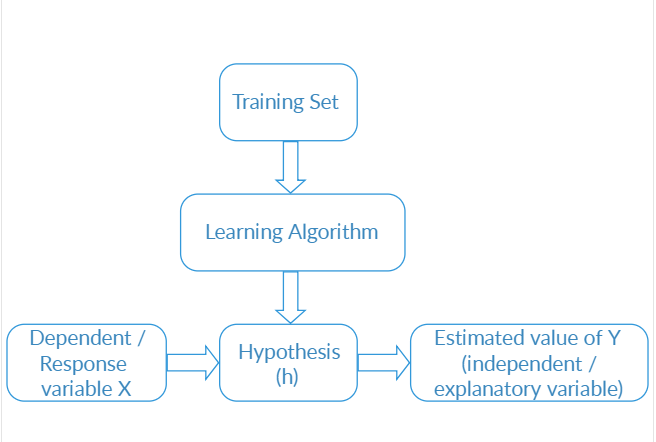 Training Set
Learning Algorithm
Dependent /
Response
variable X
Hypothesis
(h)
Estimated value of Y
(independent /
explanatory variable)